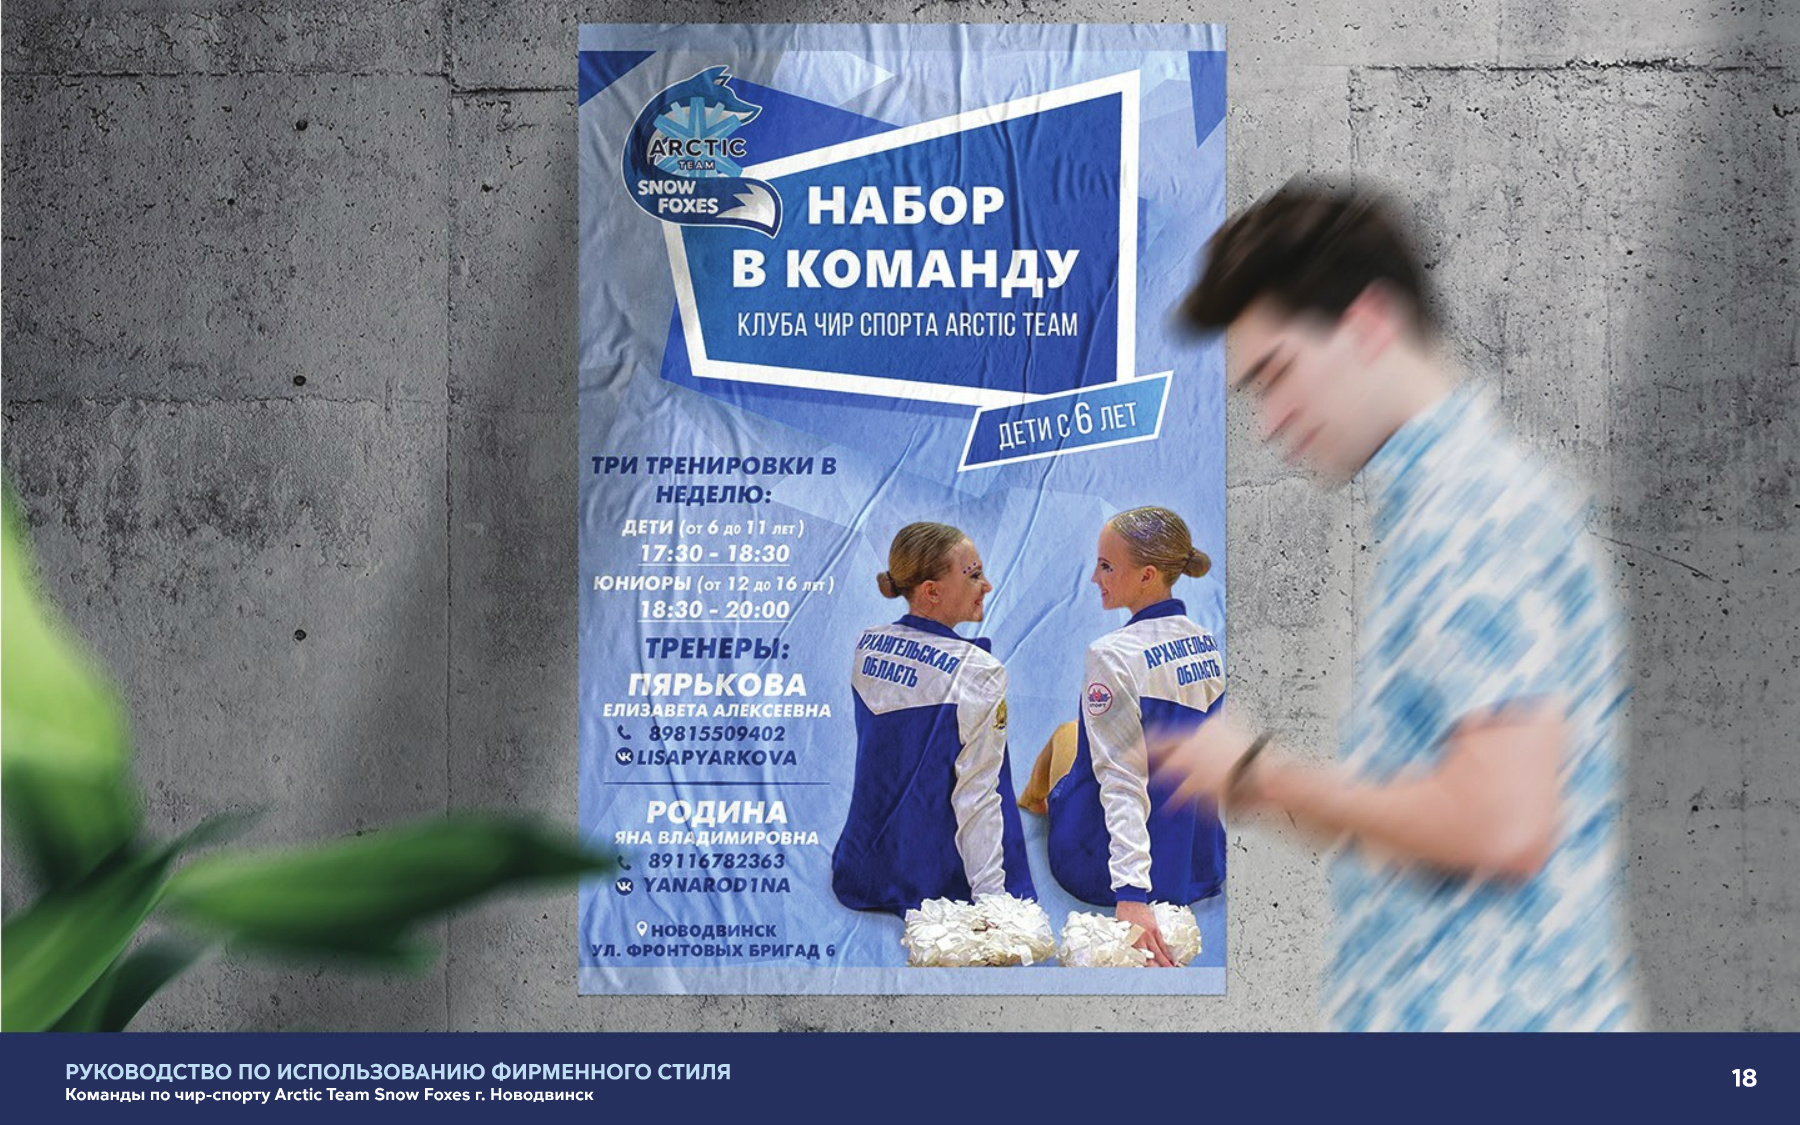 ARCTIC
TEAM
SNOW
FOXES
НАБОР
В КОМАНДУ
КЛУБА ЧИР СПОРТА ARCTIC TEAM
ДЕТИ С 6 ЛЕТ
ТРИ ТРЕНИРОВКИ В
НЕДЕЛЮ:
ДЕТИ (ОТ 6 ДО 11 ЛЕТ)
17:30 - 18:30
ЮНИОРЫ (ОТ 12 ДО 16 ЛЕТ)
18:30 - 20:00
ТРЕНЕРЫ:
ПЯРЬКОВА
ЕЛИЗАВЕТА АЛЕКСЕЕВНА
89815509402
LISAPYARKOVA
РОДИНА
ЯНА ВЛАДИМИРОВНА
89116782363
YANAROD1NA
НОВОДВИНСК
УЛ. ФРОНТОВЫХ БРИГАД 6
АРХАНГЕЛЬСКАЯ
ОБЛАСТЬ
АРХАНГЕЛЬСК
ОБЛАСТЬ
СПОРТ
РУКОВОДСТВО ПО ИСПОЛЬЗОВАНИЮ ФИРМЕННОГО СТИЛЯ
Команды по чир-спорту Arctic Team Snow Foxes г. Новодвинск
18